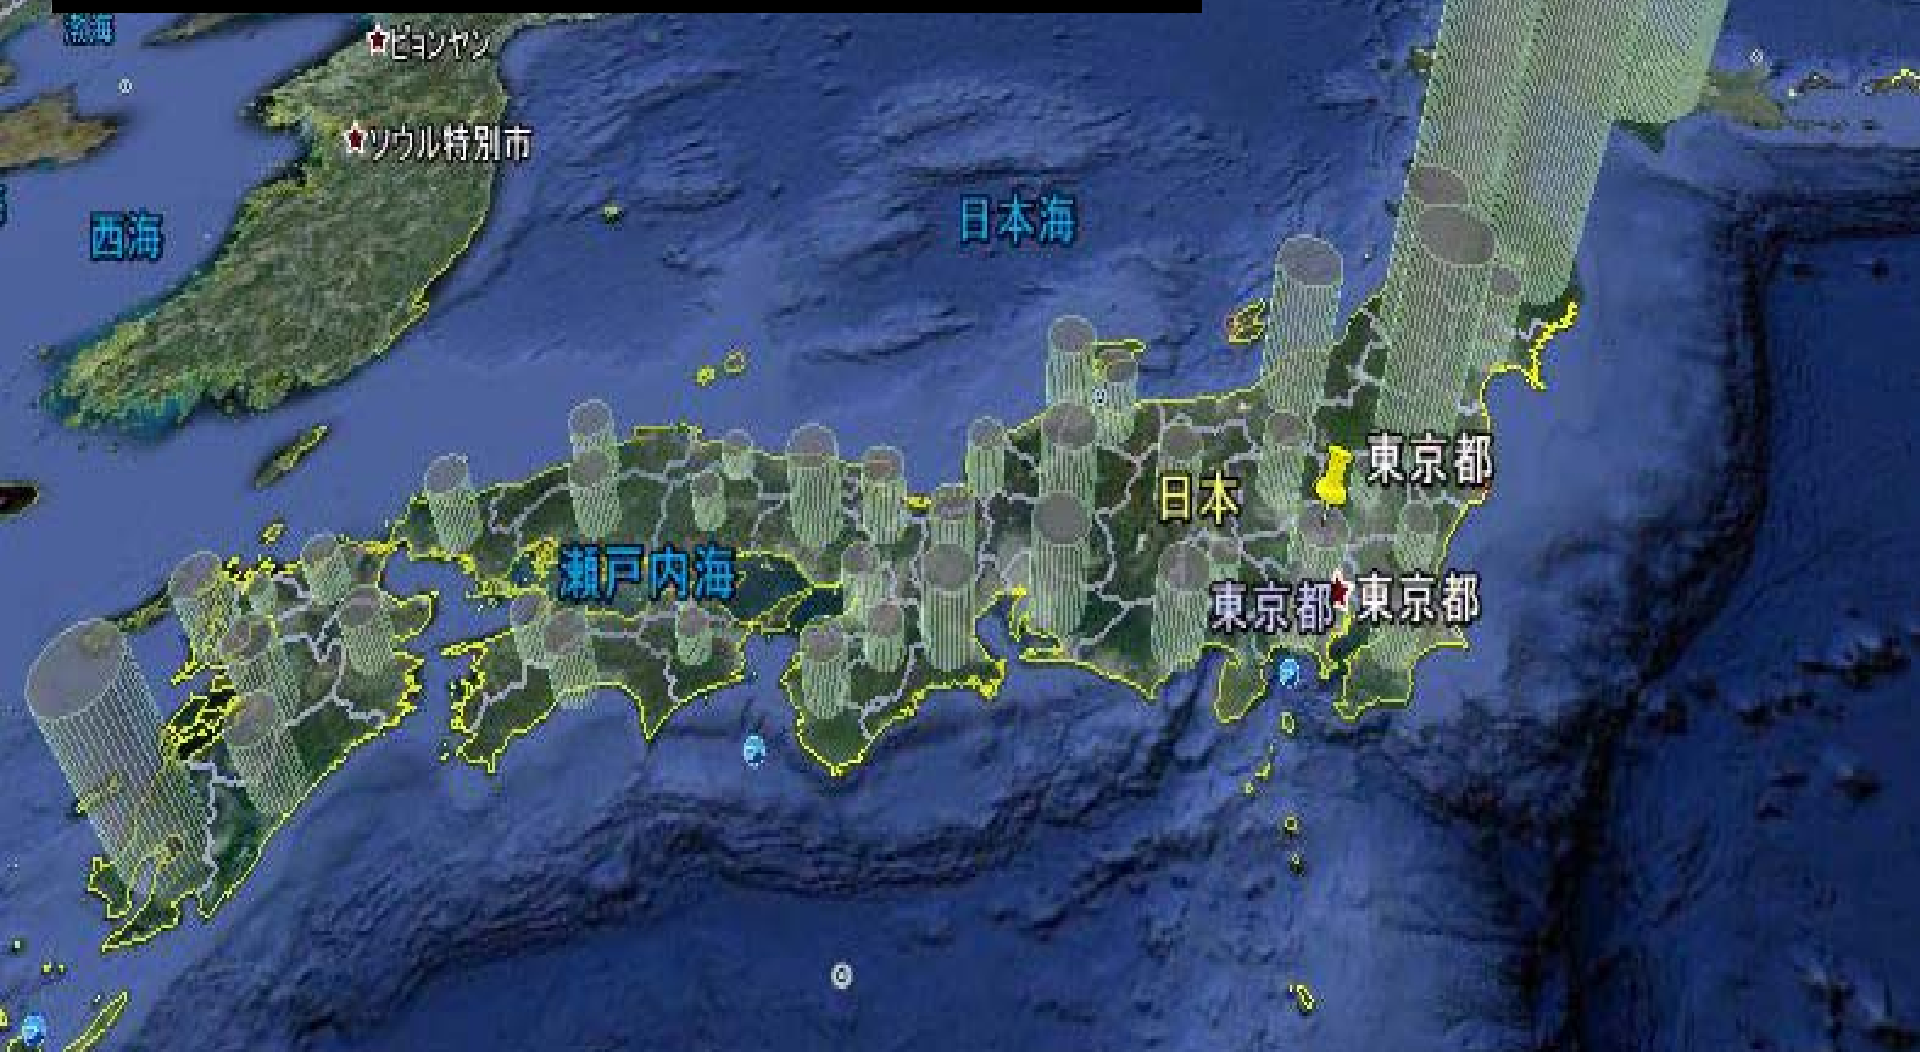 渤海
ピョンヤン
ソウル特別市
西海
日本海
東京都
日本
瀬戸内海
東京都
東京都